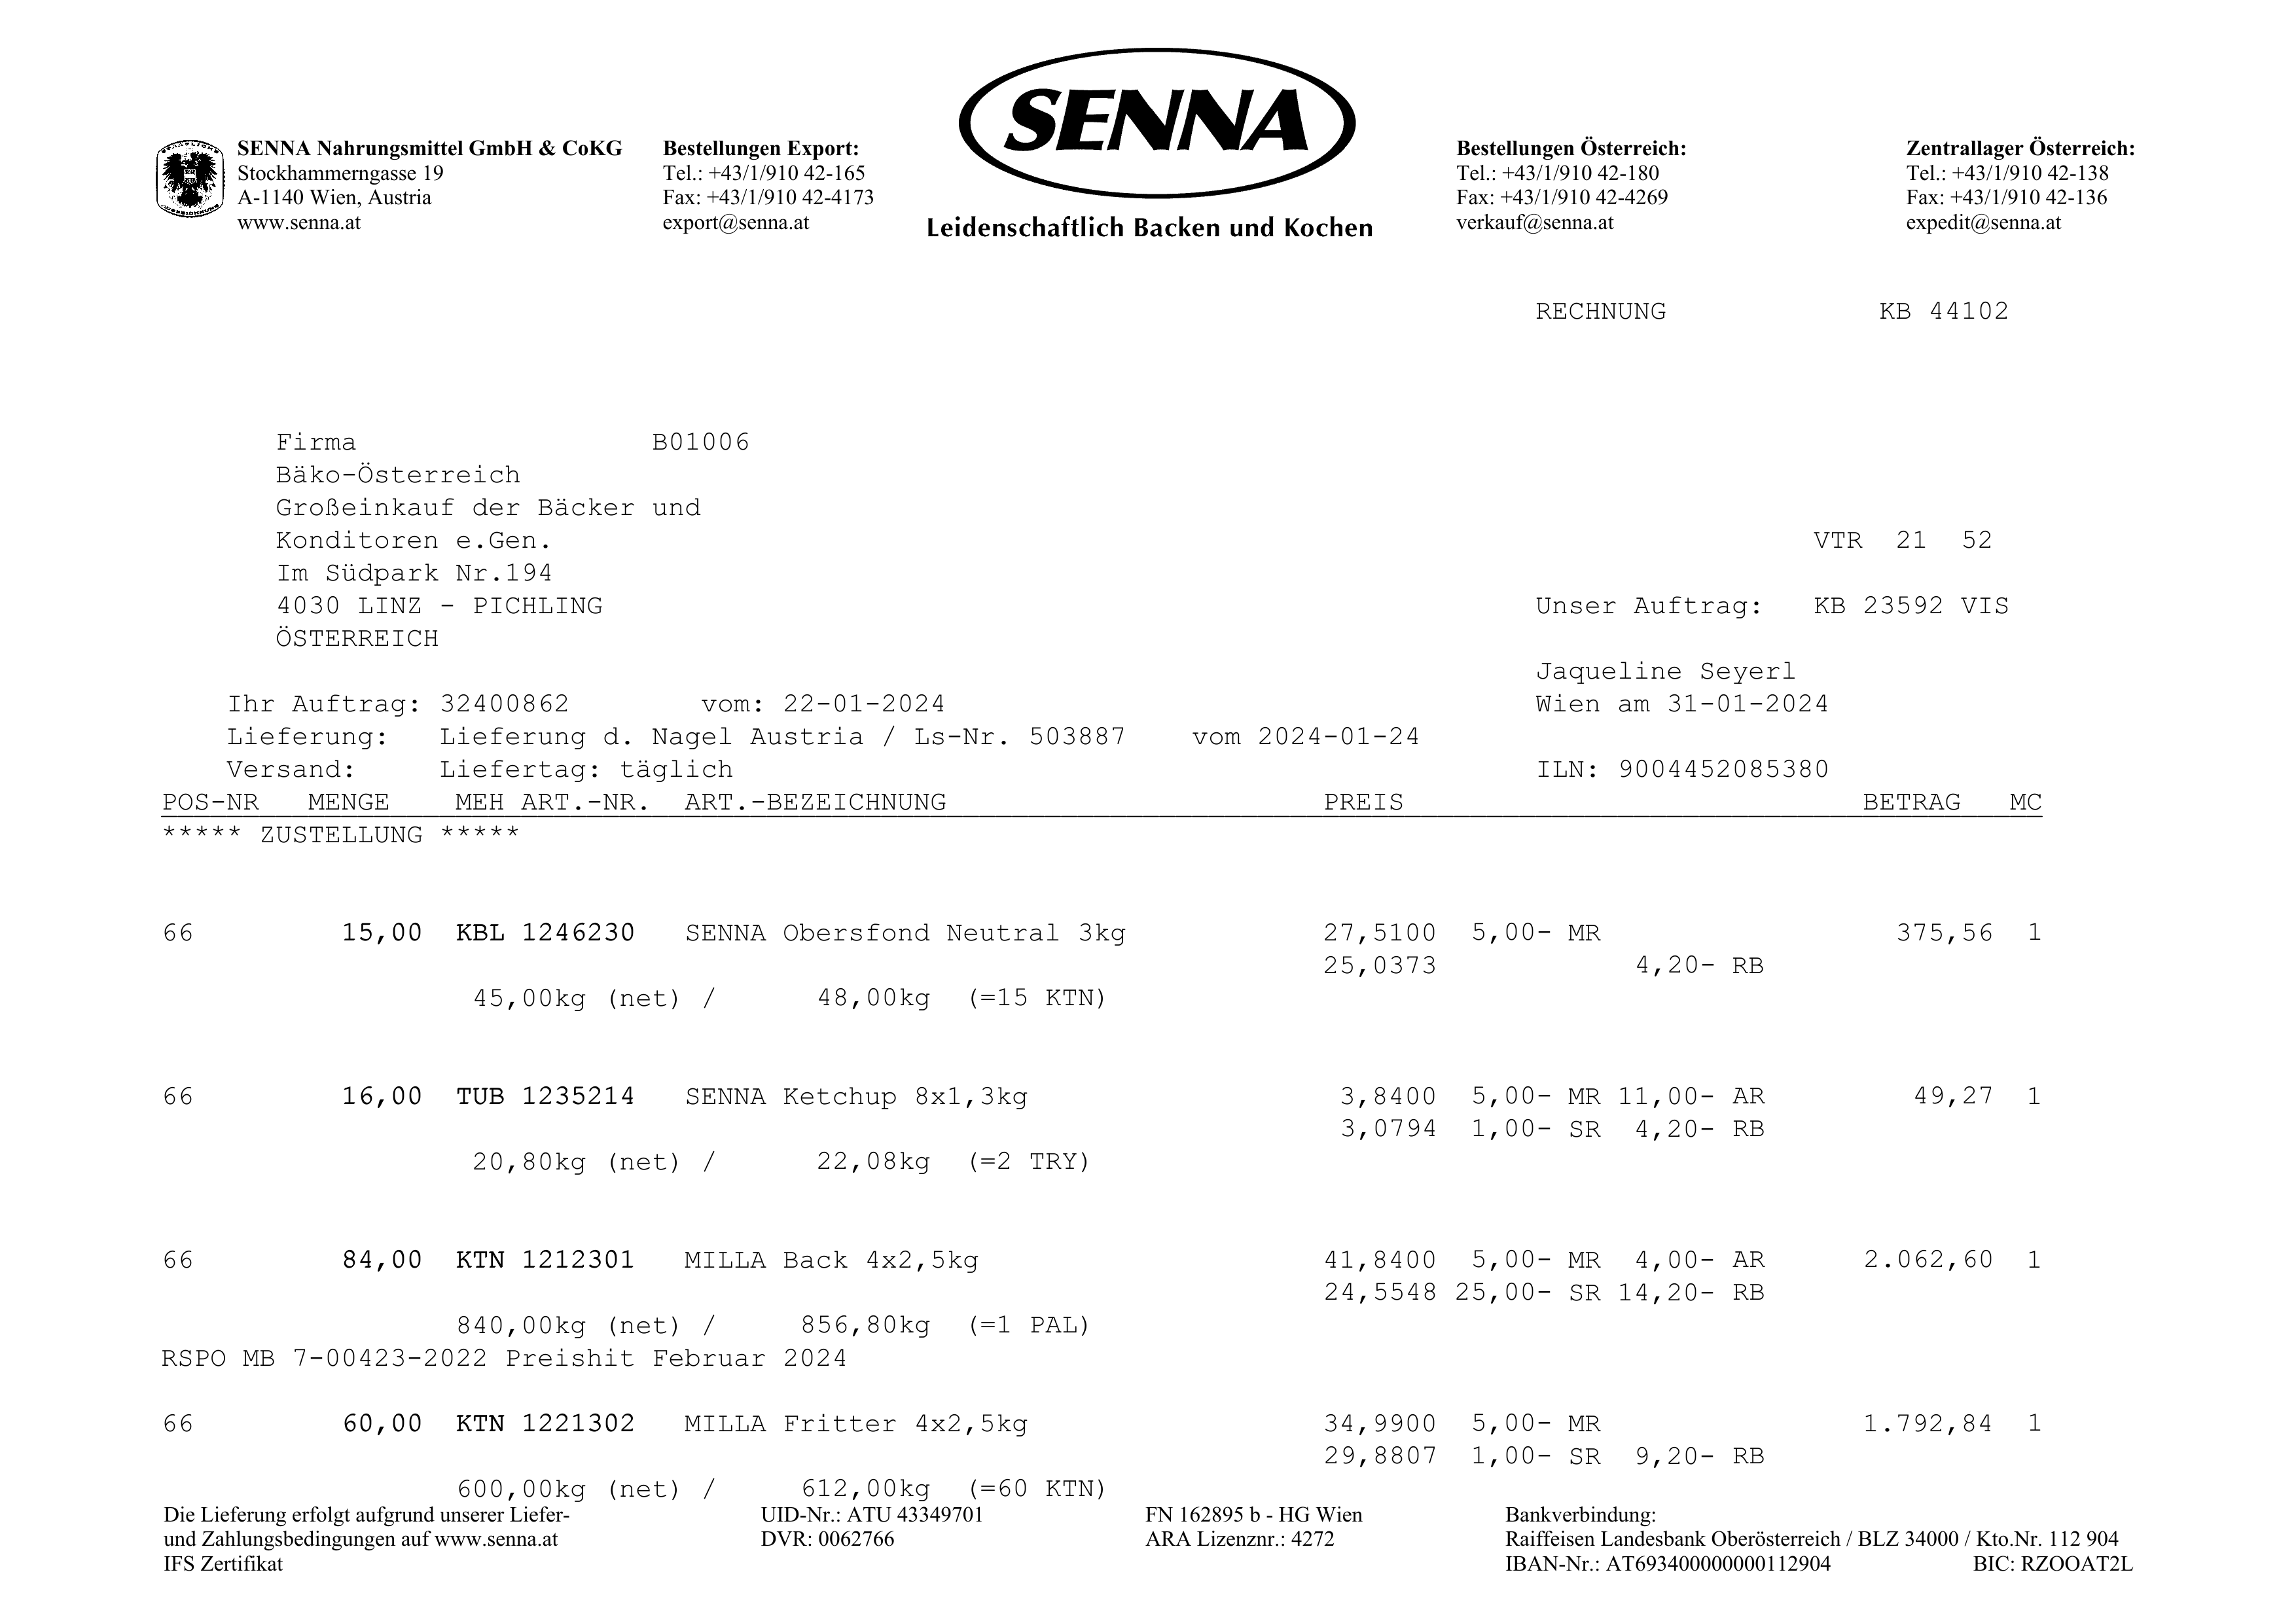 SENNA
Leidenschaftlich Backen und Kochen
SENNA Nahrungsmittel GmbH & CoKG
Stockhammerngasse 19
A-1140 Wien, Austria
www.senna.at
Bestellungen Export:
Tel.: +43/1/910 42-165
Fax: +43/1/910 42-4173
export@senna.at
Bestellungen Österreich:
Tel.: +43/1/910 42-180
Fax: +43/1/910 42-4269
verkauf@senna.at
Zentrallager Österreich:
Tel.: +43/1/910 42-138
Fax: +43/1/910 42-136
expedit@senna.at
RECHNUNG KB 44102
Firma B01006
Bäko-Österreich
Großeinkauf der Bäcker und
Konditoren e.Gen. VTR 21 52
Im Südpark Nr.194
4030 LINZ - PICHLING Unser Auftrag: KB 23592 VIS
ÖSTERREICH
Jaqueline Seyerl
Ihr Auftrag: 32400862 vom: 22-01-2024 Wien am 31-01-2024
Lieferung: Lieferung d. Nagel Austria / Ls-Nr. 503887 vom 2024-01-24
Versand: Liefertag: täglich ILN: 9004452085380
POS-NR MENGE MEH ART.-NR. ART.-BEZEICHNUNG PREIS BETRAG MC
***** ZUSTELLUNG *****
66 15,00 KBL 1246230 SENNA Obersfond Neutral 3kg 27,5100 5,00- MR 375,56 1
25,0373 4,20- RB
45,00kg (net) / 48,00kg (=15 KTN)
66 16,00 TUB 1235214 SENNA Ketchup 8x1,3kg 3,8400 5,00- MR 11,00- AR 49,27 1
3,0794 1,00- SR 4,20- RB
20,80kg (net) / 22,08kg (=2 TRY)
66 84,00 KTN 1212301 MILLA Back 4x2,5kg 41,8400 5,00- MR 4,00- AR 2.062,60 1
24,5548 25,00- SR 14,20- RB
840,00kg (net) / 856,80kg (=1 PAL)
RSPO MB 7-00423-2022 Preishit Februar 2024
66 60,00 KTN 1221302 MILLA Fritter 4x2,5kg 34,9900 5,00- MR 1.792,84 1
29,8807 1,00- SR 9,20- RB
600,00kg (net) / 612,00kg (=60 KTN)
Die Lieferung erfolgt aufgrund unserer Liefer-
und Zahlungsbedingungen auf www.senna.at
IFS Zertifikat
UID-Nr.: ATU 43349701
DVR: 0062766
FN 162895 b - HG Wien
ARA Lizenznr.: 4272
Bankverbindung:
Raiffeisen Landesbank Oberösterreich / BLZ 34000 / Kto.Nr. 112 904
IBAN-Nr.: AT693400000000112904 BIC: RZOOAT2L